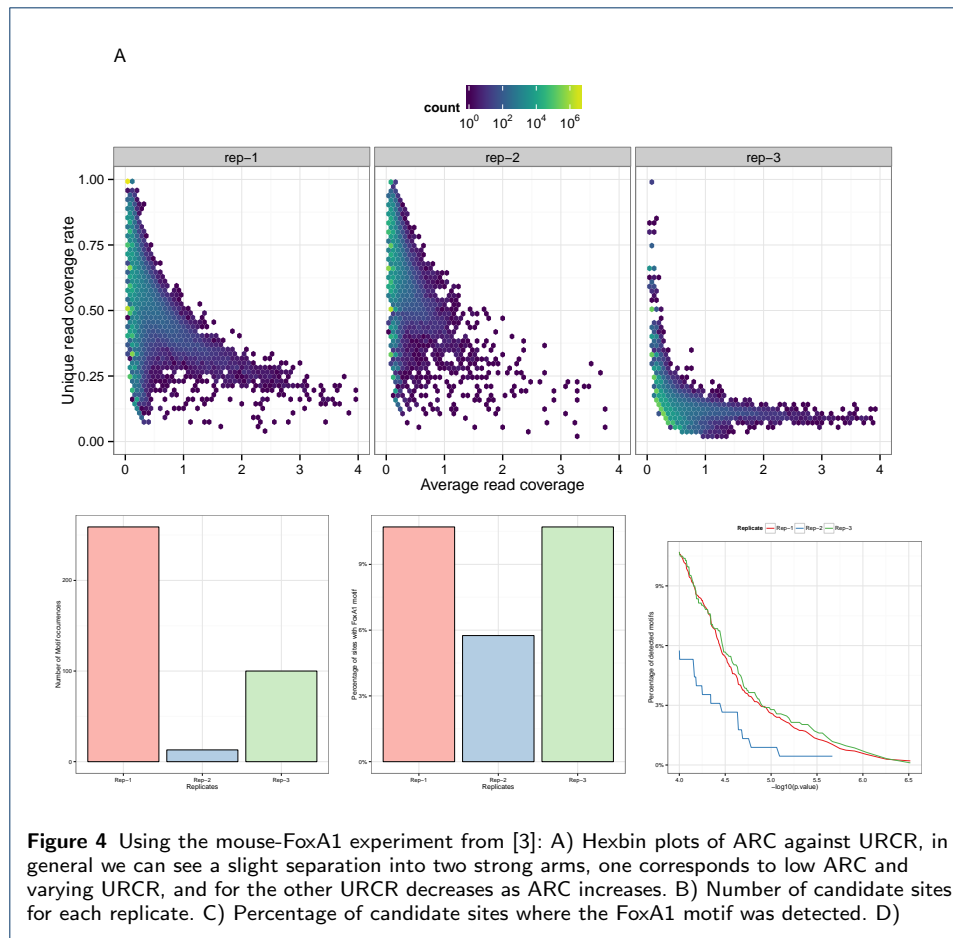 A
count
10^0 10^2 10^4 10^6
rep−1 rep−2 rep−3
Unique read coverage rate
1.00
0.75
0.50
0.25
0.00
0 1 2 3 4 0 1 2 3 4 0 1 2 3 4
Average read coverage
Number of Motif occurrences
200
100
0
Rep−1 Rep−2 Rep−3
Replicates
Percentage of sites with FoxA1 motif
9%
6%
3%
0%
Rep−1 Rep−2 Rep−3
Replicates
Replicate Rep−1 Rep−2 Rep−3
Percentage of detected motifs
9%
6%
3%
0%
4.0 4.5 5.0 5.5 6.0 6.5
−log10(p.value)
Figure 4 Using the mouse-FoxA1 experiment from [3]: A) Hexbin plots of ARC against URCR, in
general we can see a slight separation into two strong arms, one corresponds to low ARC and
varying URCR, and for the other URCR decreases as ARC increases. B) Number of candidate sites
for each replicate. C) Percentage of candidate sites where the FoxA1 motif was detected. D)